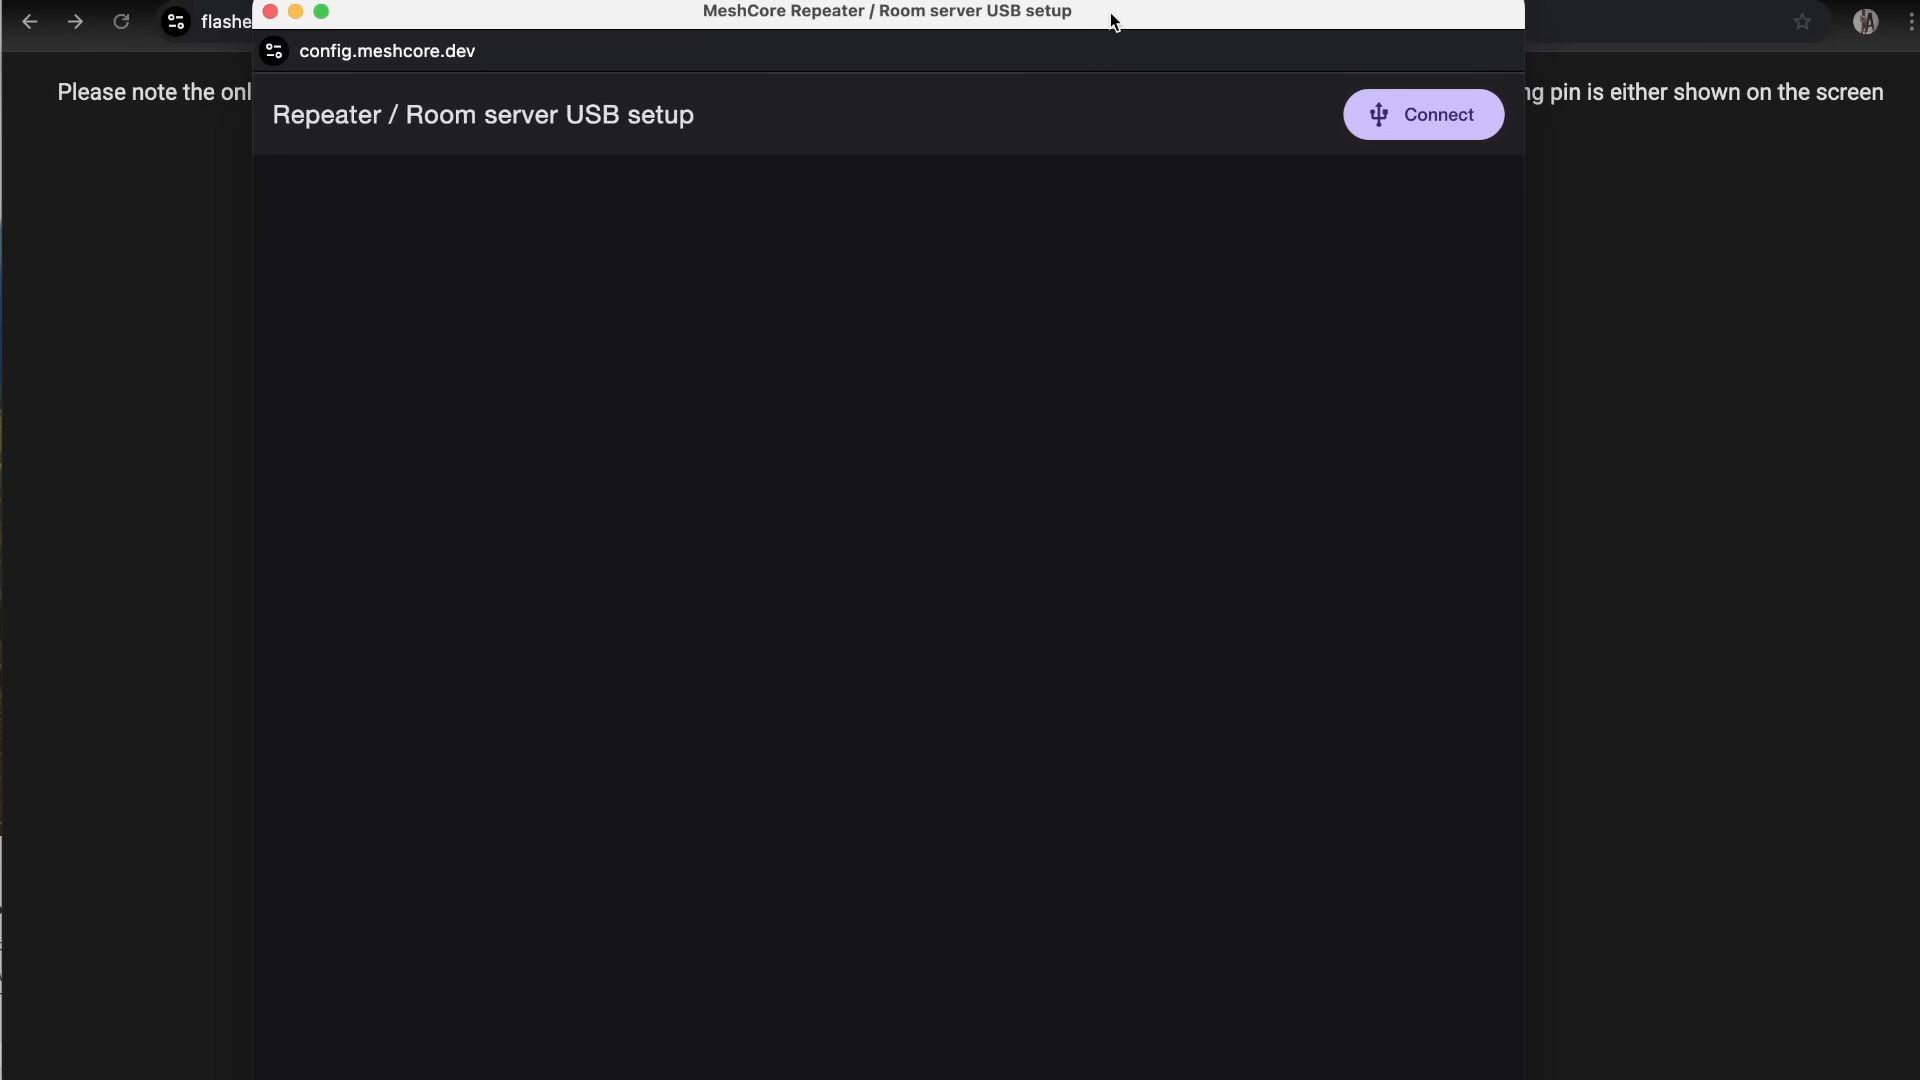 MeshCore Repeater / Room server USB setup
flashe
config.meshcore.dev
Please note the onl
ng pin is either shown on the screen
Repeater / Room server USB setup
Connect